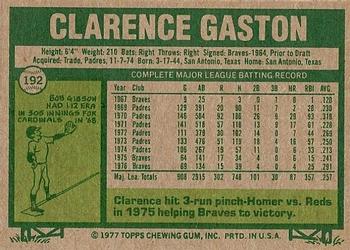 CLARENCE GASTON
192
Height: 6'4" Weight: 210 Bats: Right Throws: Right Signed: Braves-1964, Prior to Draft
Acquired: Trade, Padres, 11-7-74 Born: 3-17-44, San Antonio, Texas Home: San Antonio, Texas
COMPLETE MAJOR LEAGUE BATTING RECORD
Year Club G AB R H 2B 3B HR RBI AVG.
1967 Braves 9 25 1 3 0 1 0 1 .120
1969 Padres 129 391 20 90 11 7 2 28 .230
1970 Padres 146 584 92 186 26 9 29 93 .318
1971 Padres 141 518 57 118 13 9 17 61 .228
1972 Padres 111 379 30 102 14 0 7 44 .269
1973 Padres 133 476 51 119 18 4 16 57 .250
1974 Padres 106 267 19 57 11 0 6 33 .213
1975 Braves 64 141 17 34 4 0 6 15 .241
1976 Braves 69 134 15 39 4 0 4 25 .291
Maj. Lea. Totals 908 2915 302 748 101 30 87 357 .257
BOB GIBSON HAD 1.12 ERA IN 305 INNINGS FOR CARDINALS IN '68
Clarence hit 3-run pinch-Homer vs. Reds
in 1975 helping Braves to victory.
© 1977 TOPPS CHEWING GUM, INC. PRTD. IN U.S.A.